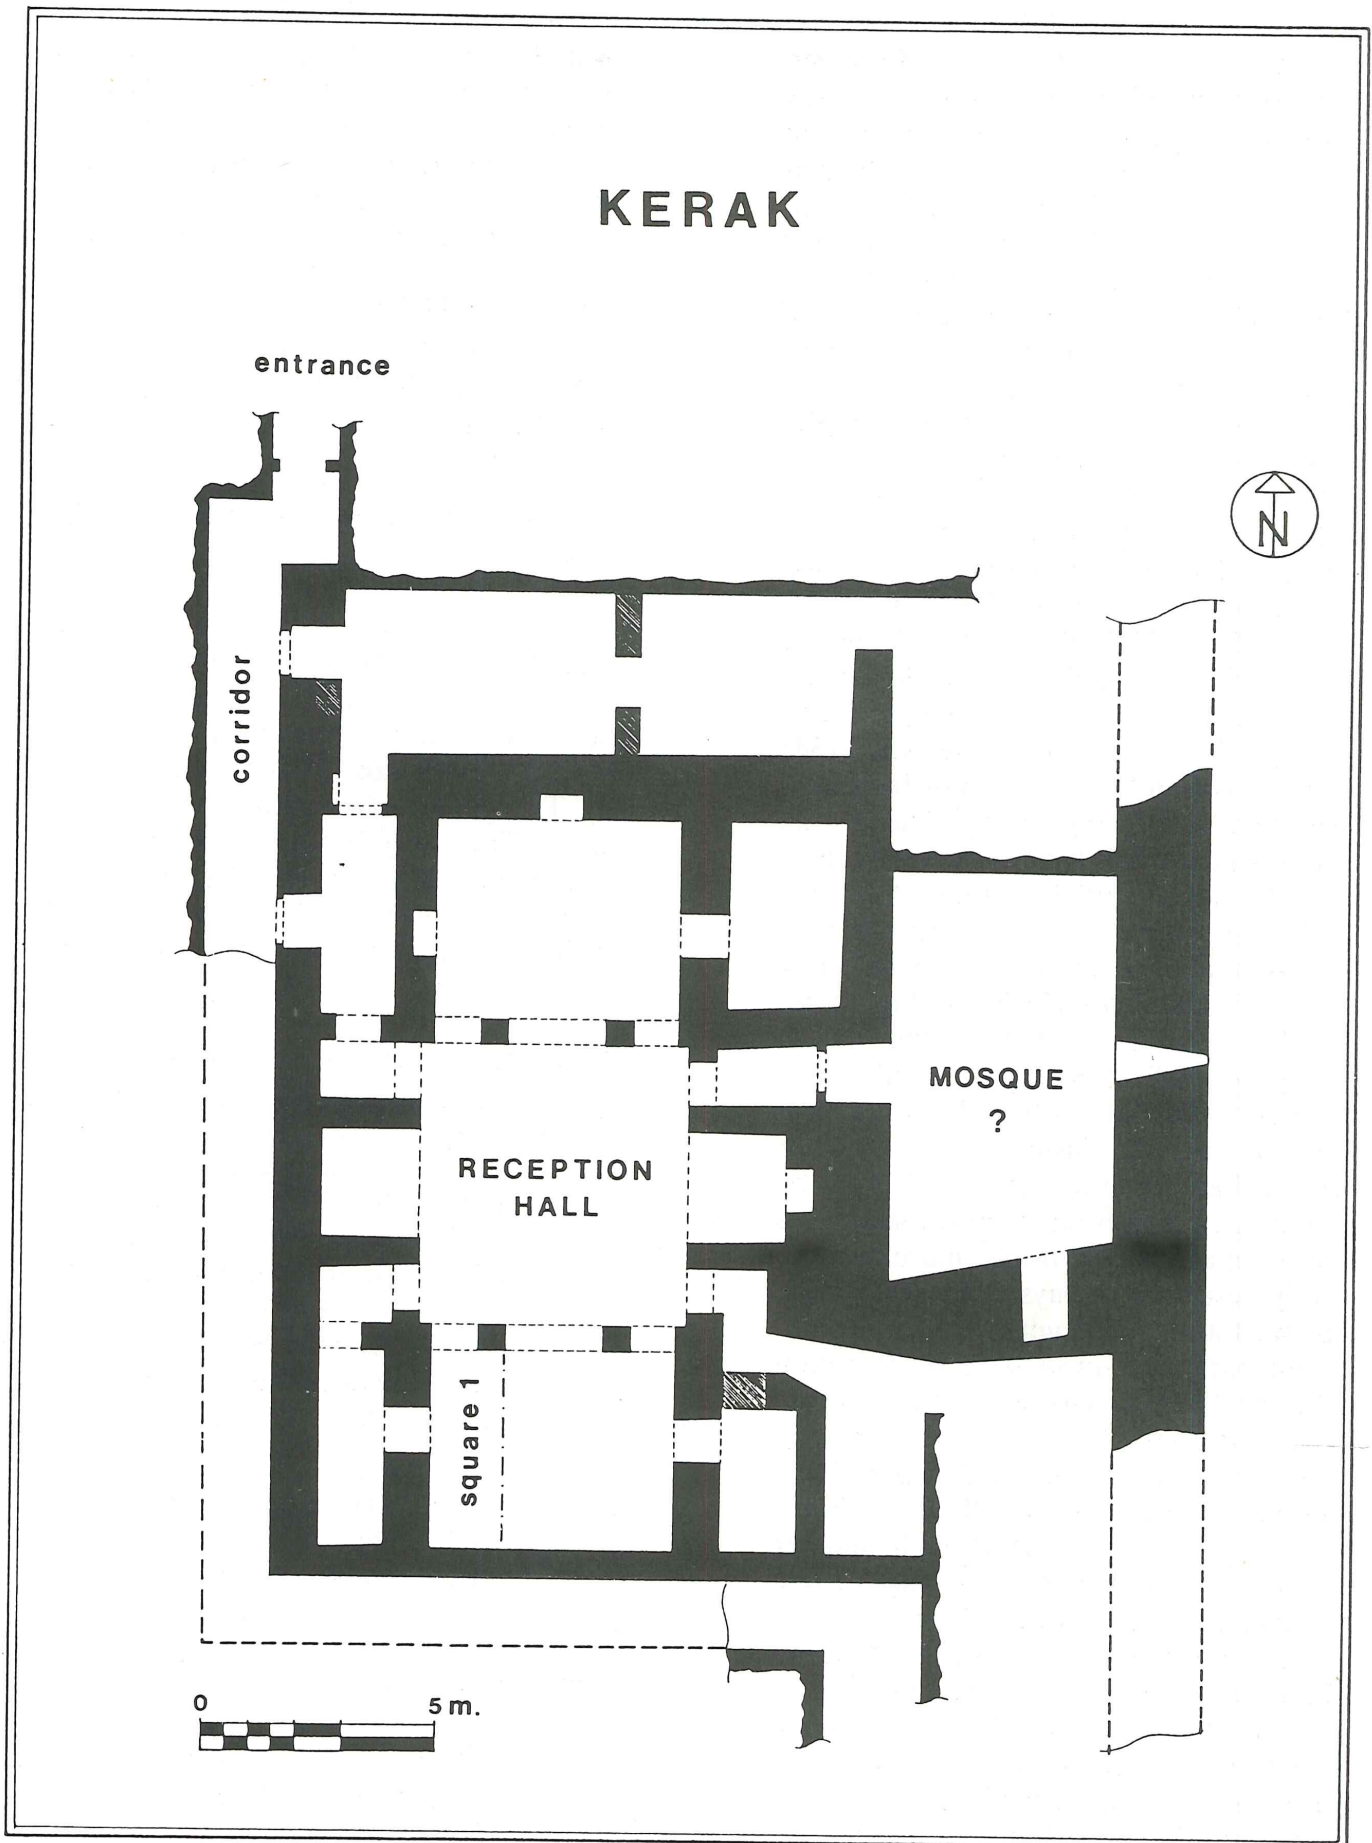 KERAK
entrance
N
corridor
MOSQUE
?
RECEPTION
HALL
square 1
0 5 m.